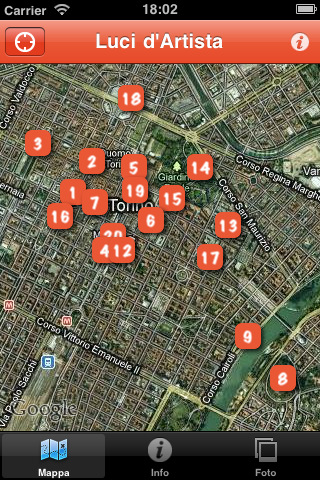 Carrier 18:02
Luci d'Artista
Corso Valdocco
18
3
Duomo
2
5
14
Giardini
Corso Regina Margherita
1
19
15
7
Torino
16
6
Corso San Maurizio
13
20
4 12
17
M
M
Corso Vittorio Emanuele II
9
Via Paolo Sacchi
Corso Cairoli
8
Google
Mappa Info Foto